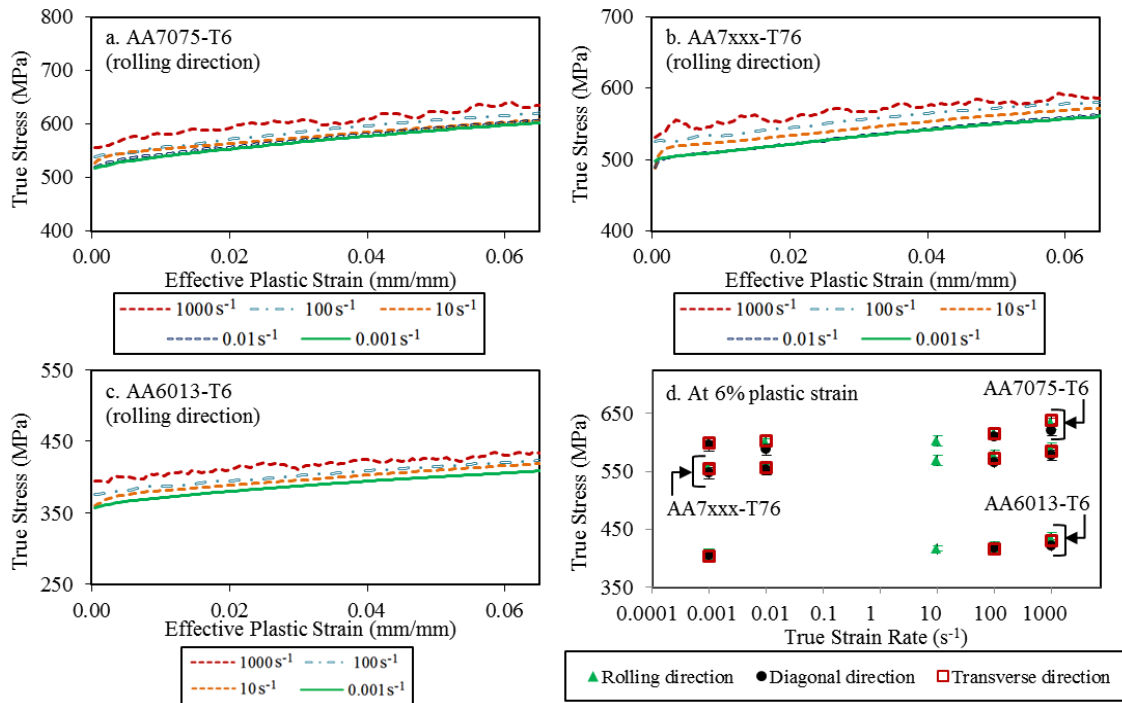 a. AA7075-T6
(rolling direction)
True Stress (MPa)
800
700
600
500
400
0.00 0.02 0.04 0.06
Effective Plastic Strain (mm/mm)
1000 s⁻¹ 100 s⁻¹ 10 s⁻¹
0.01 s⁻¹ 0.001 s⁻¹
b. AA7xxx-T76
(rolling direction)
True Stress (MPa)
700
600
500
400
0.00 0.02 0.04 0.06
Effective Plastic Strain (mm/mm)
1000 s⁻¹ 100 s⁻¹ 10 s⁻¹
0.01 s⁻¹ 0.001 s⁻¹
c. AA6013-T6
(rolling direction)
True Stress (MPa)
550
450
350
250
0.00 0.02 0.04 0.06
Effective Plastic Strain (mm/mm)
1000 s⁻¹ 100 s⁻¹
10 s⁻¹ 0.001 s⁻¹
d. At 6% plastic strain
AA7075-T6
True Stress (MPa)
650
550
450
350
AA7xxx-T76
AA6013-T6
0.0001 0.001 0.01 0.1 1 10 100 1000
True Strain Rate (s⁻¹)
Rolling direction Diagonal direction Transverse direction